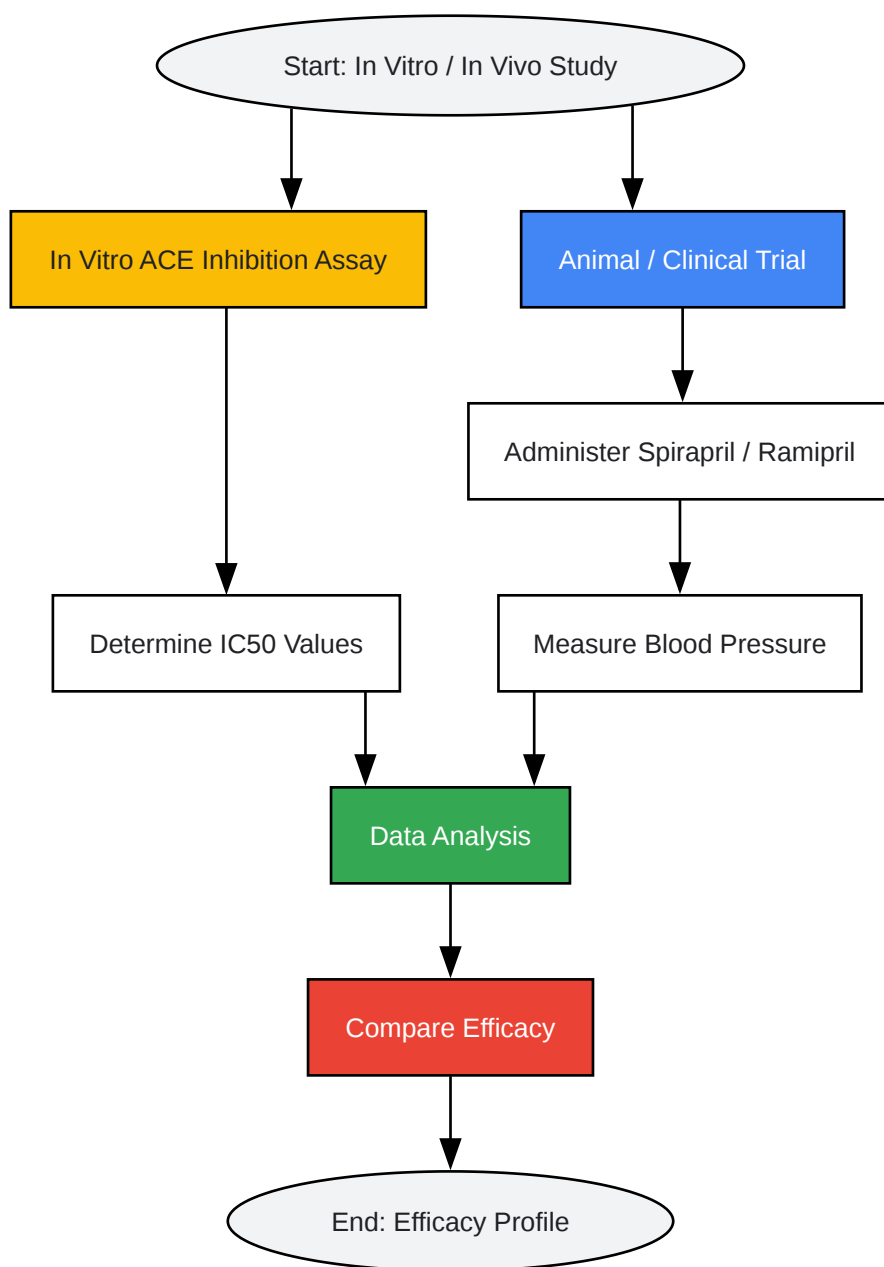 Start: In Vitro / In Vivo Study
In Vitro ACE Inhibition Assay
Animal / Clinical Trial
Administer Spirapril / Ramipril
Determine IC50 Values
Measure Blood Pressure
Data Analysis
Compare Efficacy
End: Efficacy Profile